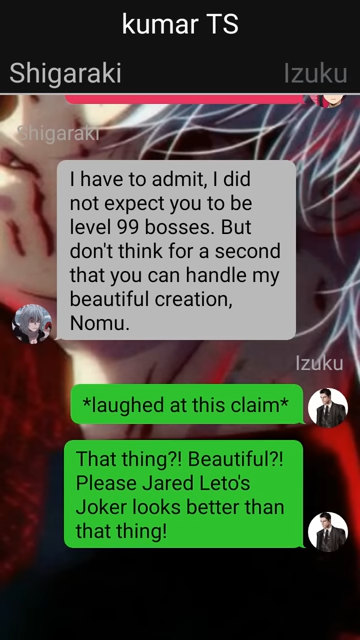 kumar TS
Shigaraki
Izuku
Shigaraki
I have to admit, I did
not expect you to be
level 99 bosses. But
don't think for a second
that you can handle my
beautiful creation,
Nomu.
Izuku
*laughed at this claim*
That thing?! Beautiful?!
Please Jared Leto's
Joker looks better than
that thing!